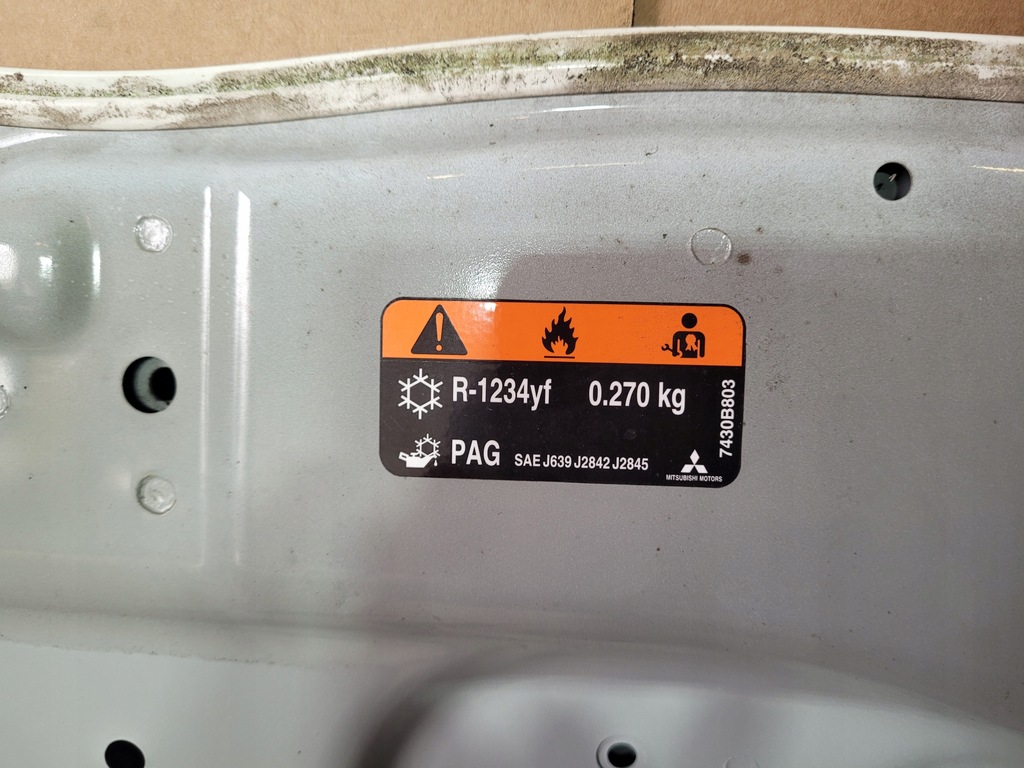 R-1234yf 0.270 kg
PAG SAE J639 J2842 J2845
MITSUBISHI MOTORS
7430B803